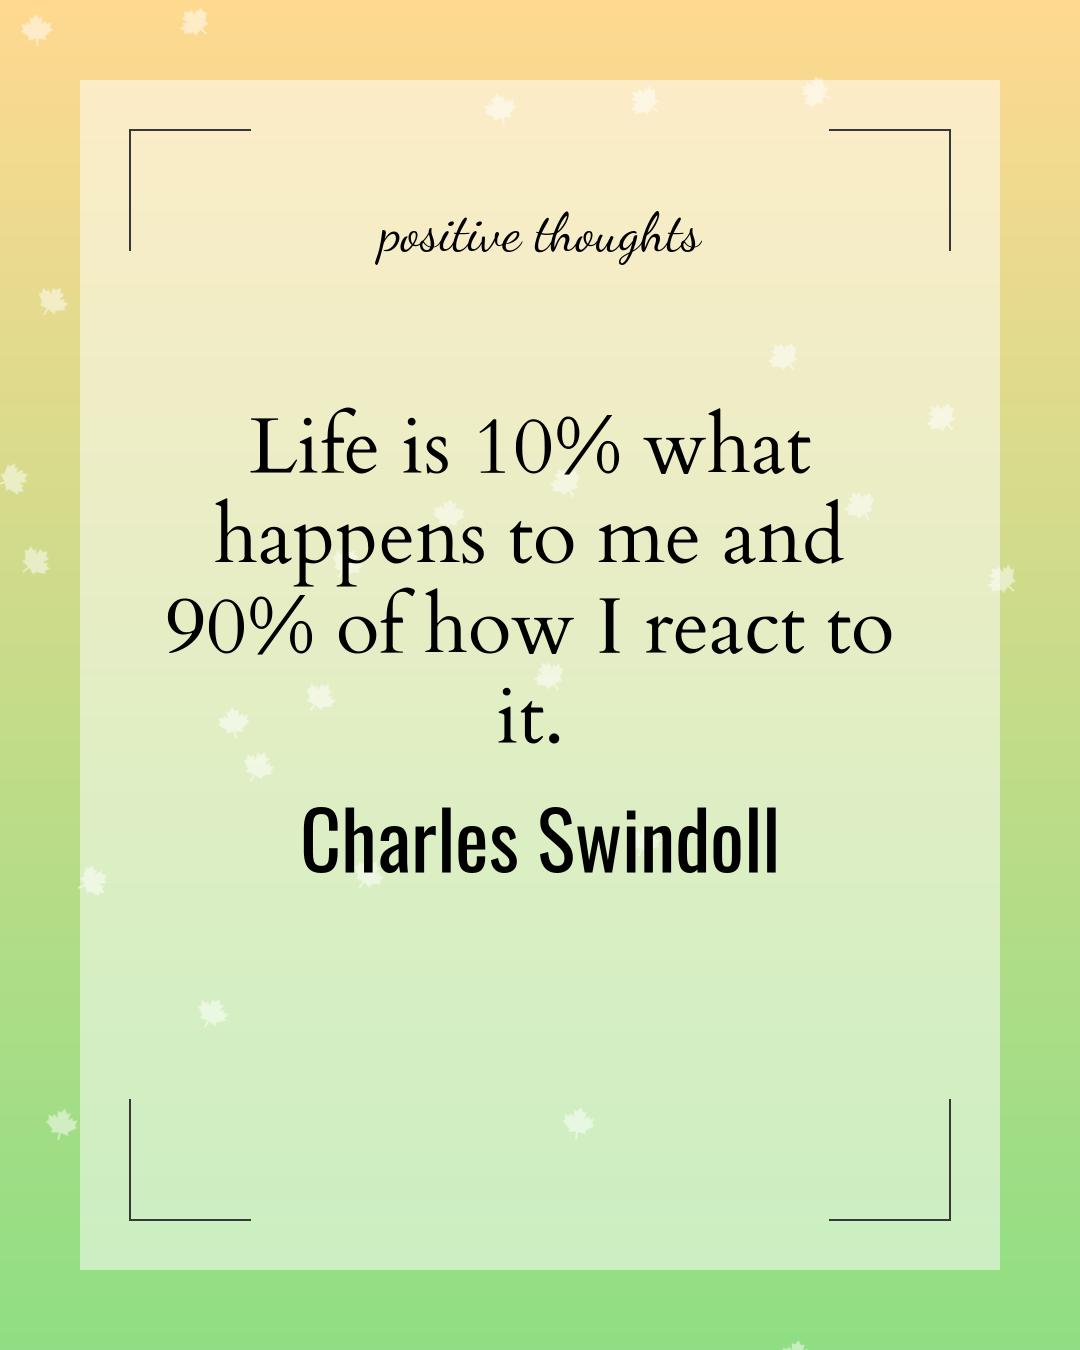 positive thoughts
Life is 10% what
happens to me and
90% of how I react to
it.
Charles Swindoll